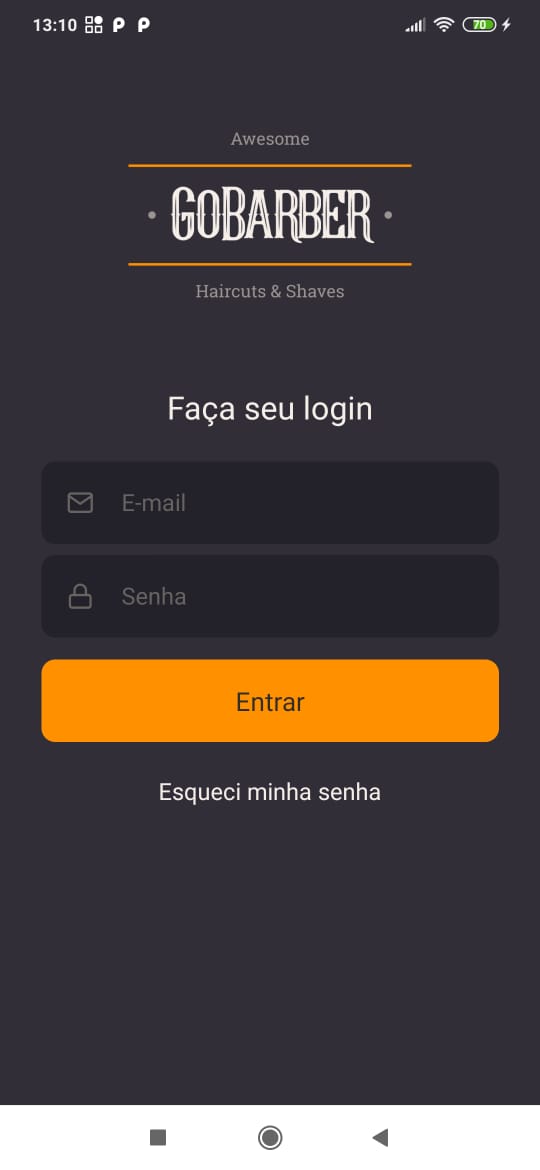 13:10
70
Awesome
GOBARBER
Haircuts & Shaves
Faça seu login
E-mail
Senha
Entrar
Esqueci minha senha